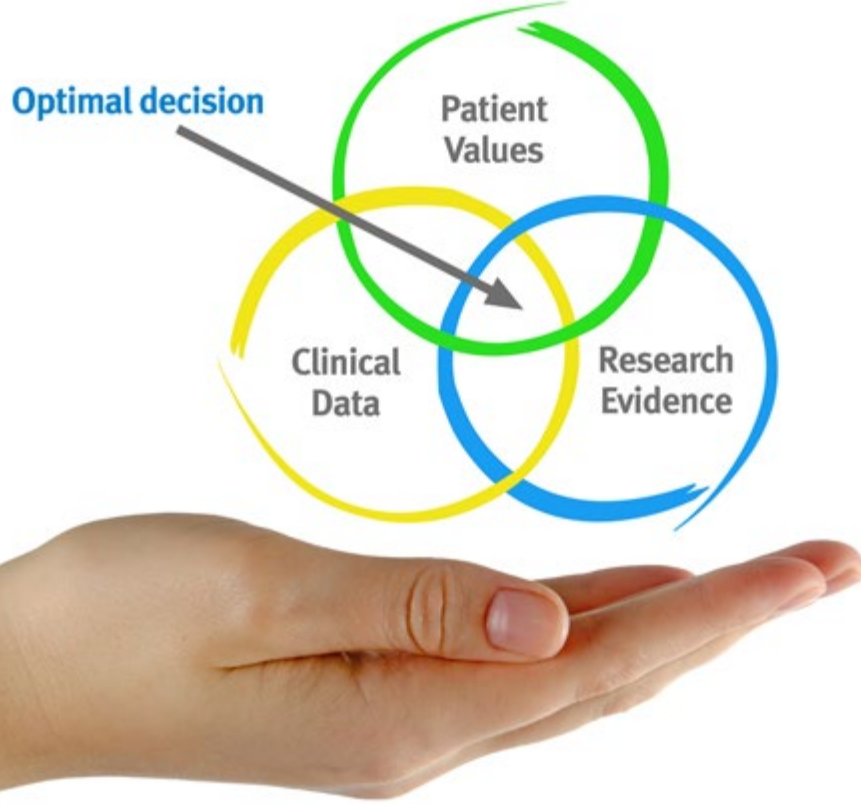 Optimal decision
Patient
Values
Clinical
Data
Research
Evidence